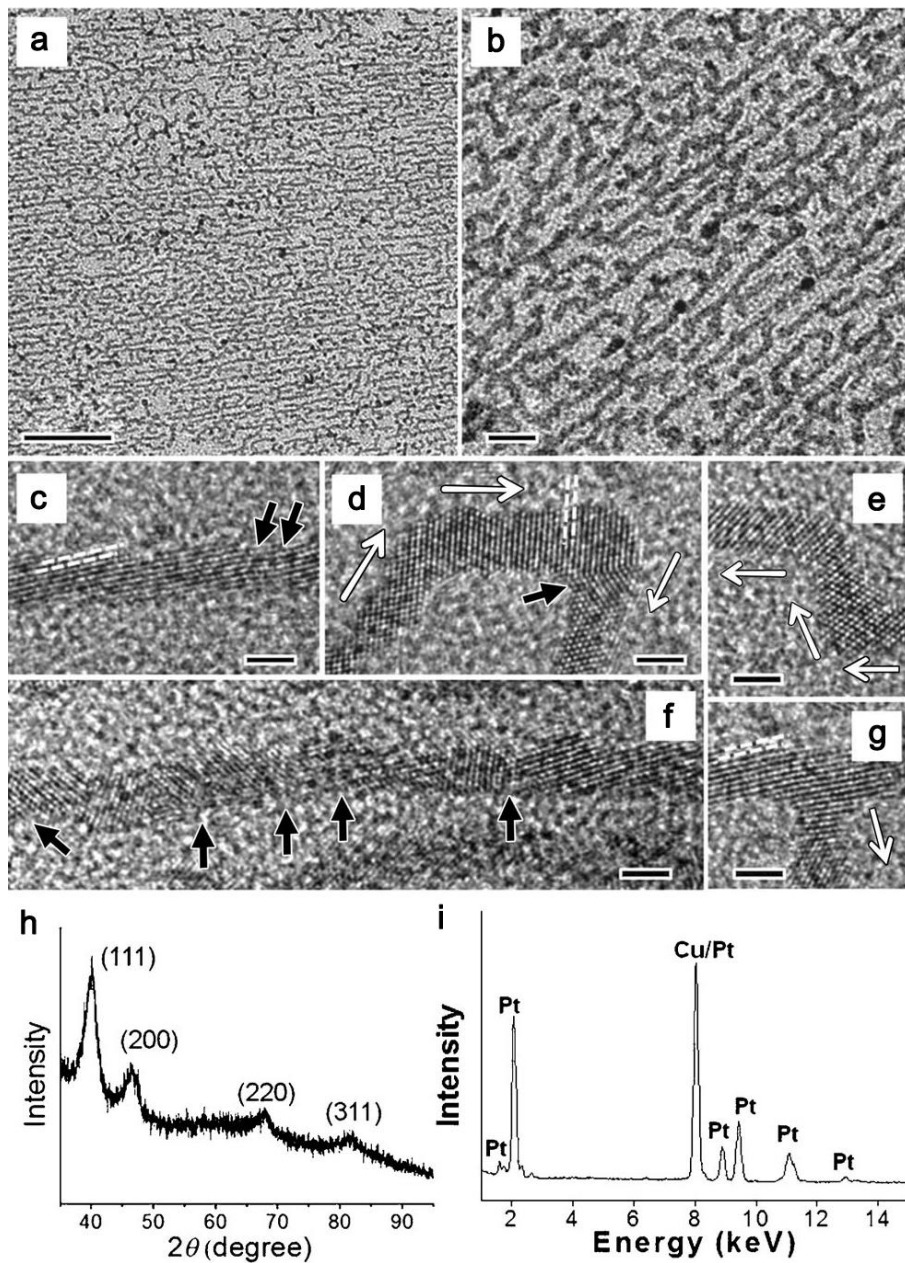 a
b
c
d
e
f
g
h
(111)
(200)
(220)
(311)
Intensity
40 50 60 70 80 90
2θ (degree)
i
Cu/Pt
Pt
Pt
Pt
Pt
Pt
Pt
Intensity
2 4 6 8 10 12 14
Energy (keV)